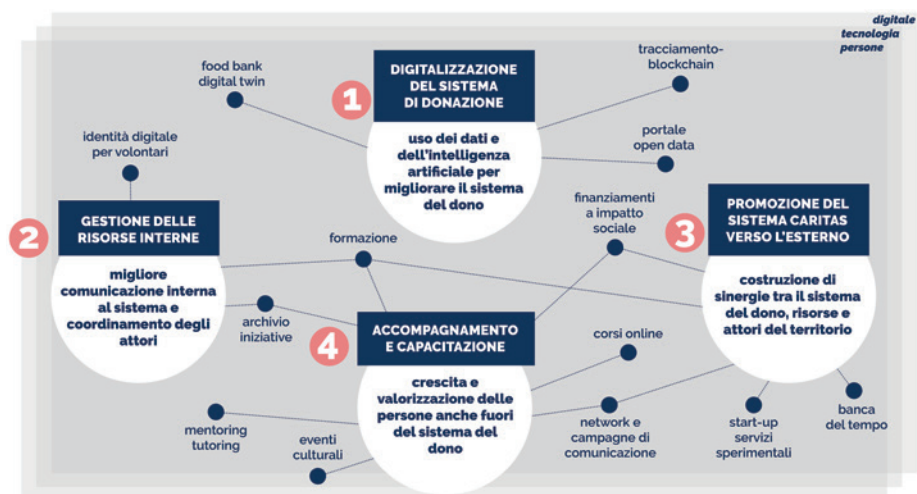 digitale
tecnologia
persone
food bank
digital twin
1
DIGITALIZZAZIONE
DEL SISTEMA
DI DONAZIONE
uso dei dati e
dell'intelligenza
artificiale per
migliorare il sistema
del dono
tracciamento-
blockchain
portale
open data
identità digitale
per volontari
2
GESTIONE DELLE
RISORSE INTERNE
migliore
comunicazione interna
al sistema e
coordinamento degli
attori
formazione
archivio
iniziative
finanziamenti
a impatto
sociale
3
PROMOZIONE DEL
SISTEMA CARITAS
VERSO L'ESTERNO
costruzione di
sinergie tra il sistema
del dono, risorse e
attori del territorio
4
ACCOMPAGNAMENTO
E CAPACITAZIONE
crescita e
valorizzazione delle
persone anche fuori
del sistema del
dono
corsi online
mentoring
tutoring
eventi
culturali
network e
campagne di
comunicazione
start-up
servizi
sperimentali
banca
del tempo